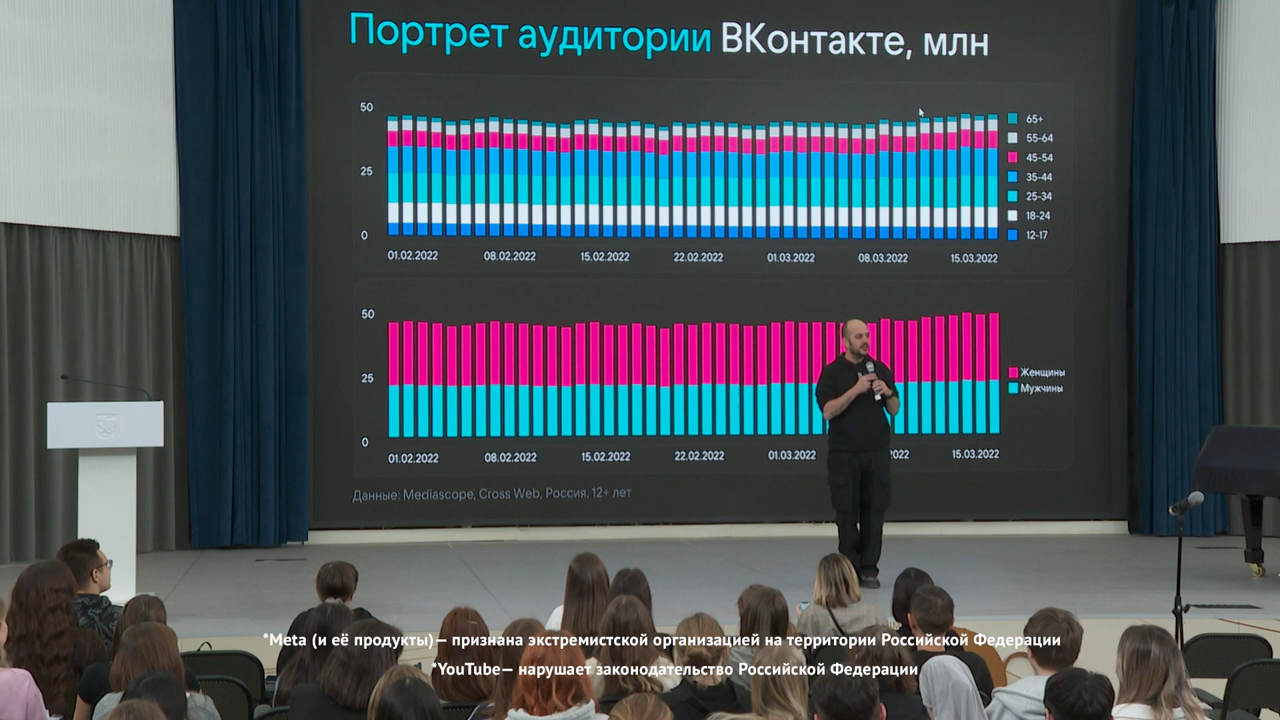 Портрет аудитории ВКонтакте, млн
50
25
0
65+
55-64
45-54
35-44
25-34
18-24
12-17
01.02.2022 08.02.2022 15.02.2022 22.02.2022 01.03.2022 08.03.2022 15.03.2022
50
25
0
Женщины
Мужчины
01.02.2022 08.02.2022 15.02.2022 22.02.2022 01.03.2022 2022 15.03.2022
Данные: Mediascope, Cross Web, Россия, 12+ лет
*Meta (и её продукты)— признана экстремистской организацией на территории Российской Федерации
*YouTube— нарушает законодательство Российской Федерации